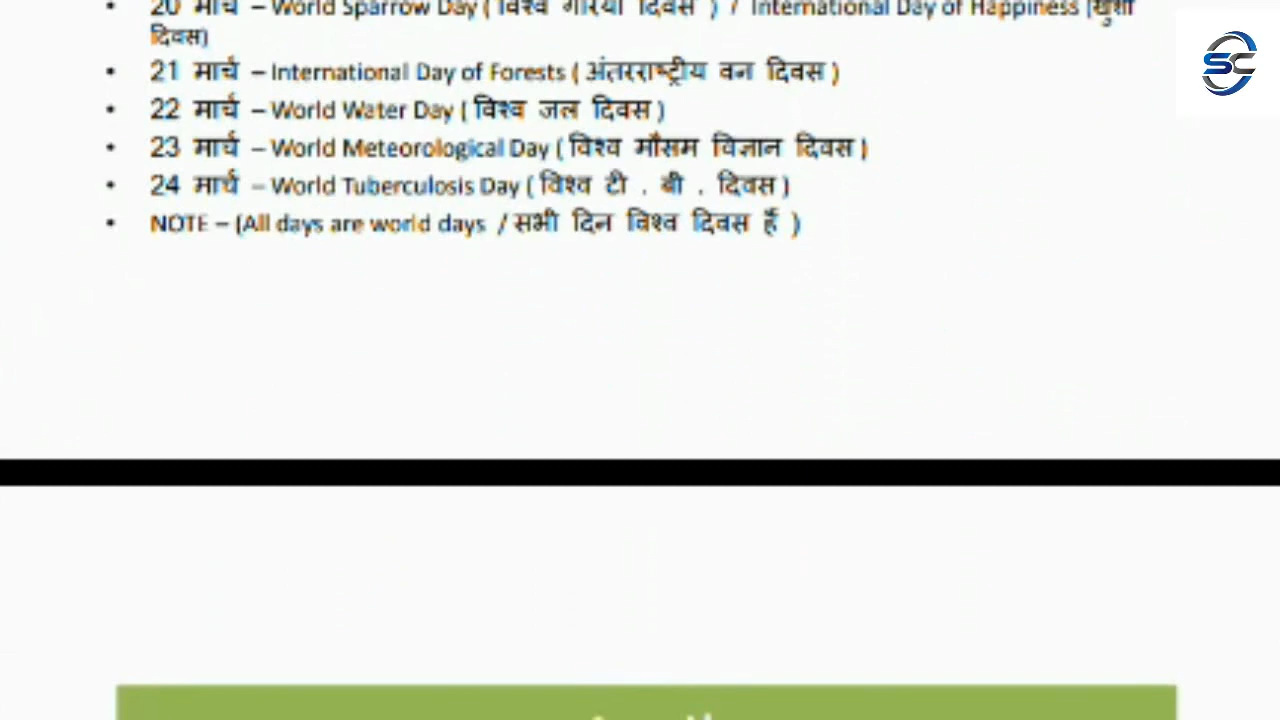 20 मार्च – World Sparrow Day ( विश्व गौरैया दिवस ) / International Day of Happiness (खुशी
दिवस)
SC
• 21 मार्च – International Day of Forests ( अंतरराष्ट्रीय वन दिवस )
• 22 मार्च – World Water Day ( विश्व जल दिवस )
• 23 मार्च – World Meteorological Day ( विश्व मौसम विज्ञान दिवस )
• 24 मार्च – World Tuberculosis Day ( विश्व टी . बी . दिवस )
• NOTE – (All days are world days / सभी दिन विश्व दिवस हैं )